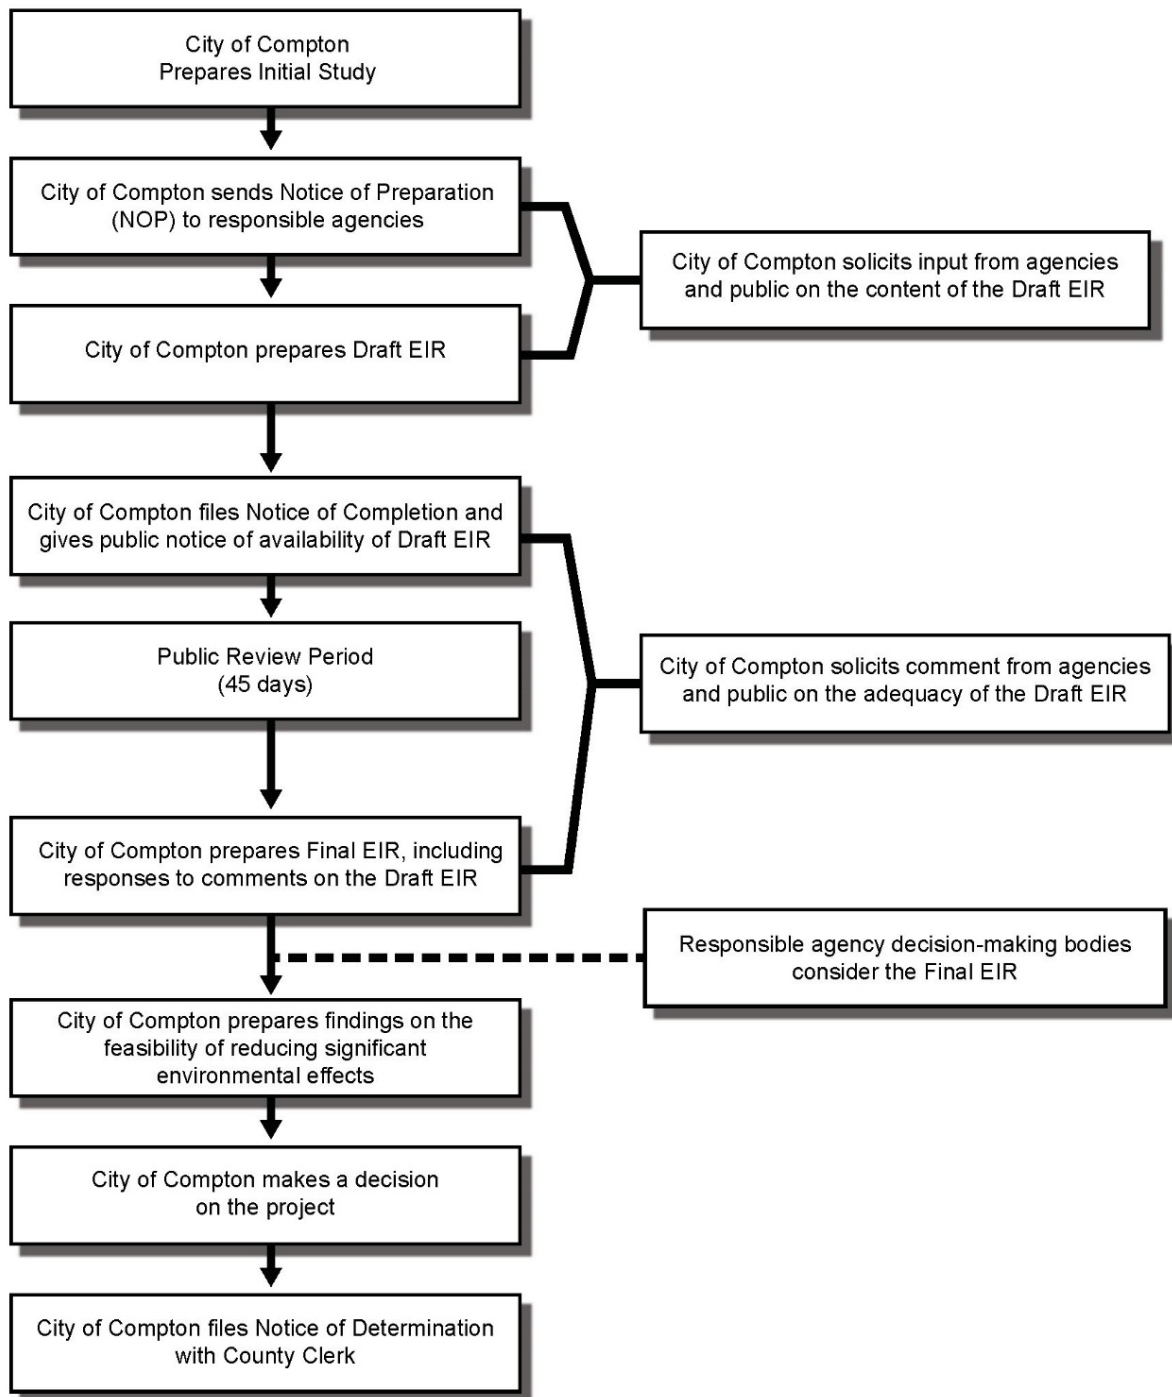 City of Compton
Prepares Initial Study
City of Compton sends Notice of Preparation
(NOP) to responsible agencies
City of Compton solicits input from agencies
and public on the content of the Draft EIR
City of Compton prepares Draft EIR
City of Compton files Notice of Completion and
gives public notice of availability of Draft EIR
Public Review Period
(45 days)
City of Compton solicits comment from agencies
and public on the adequacy of the Draft EIR
City of Compton prepares Final EIR, including
responses to comments on the Draft EIR
Responsible agency decision-making bodies
consider the Final EIR
City of Compton prepares findings on the
feasibility of reducing significant
environmental effects
City of Compton makes a decision
on the project
City of Compton files Notice of Determination
with County Clerk